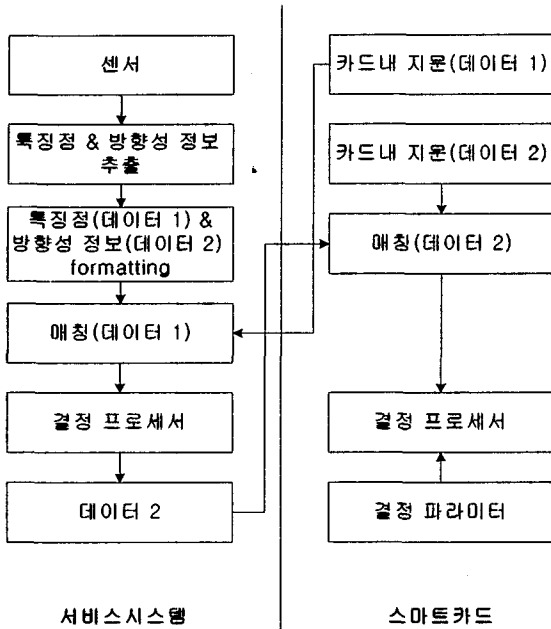 센서
특징점 & 방향성 정보
추출
특징점(데이터 1) &
방향성 정보(데이터 2)
formatting
매칭(데이터 1)
결정 프로세서
데이터 2
서비스시스템
카드내 지문(데이터 1)
카드내 지문(데이터 2)
매칭(데이터 2)
결정 프로세서
결정 파라미터
스마트카드